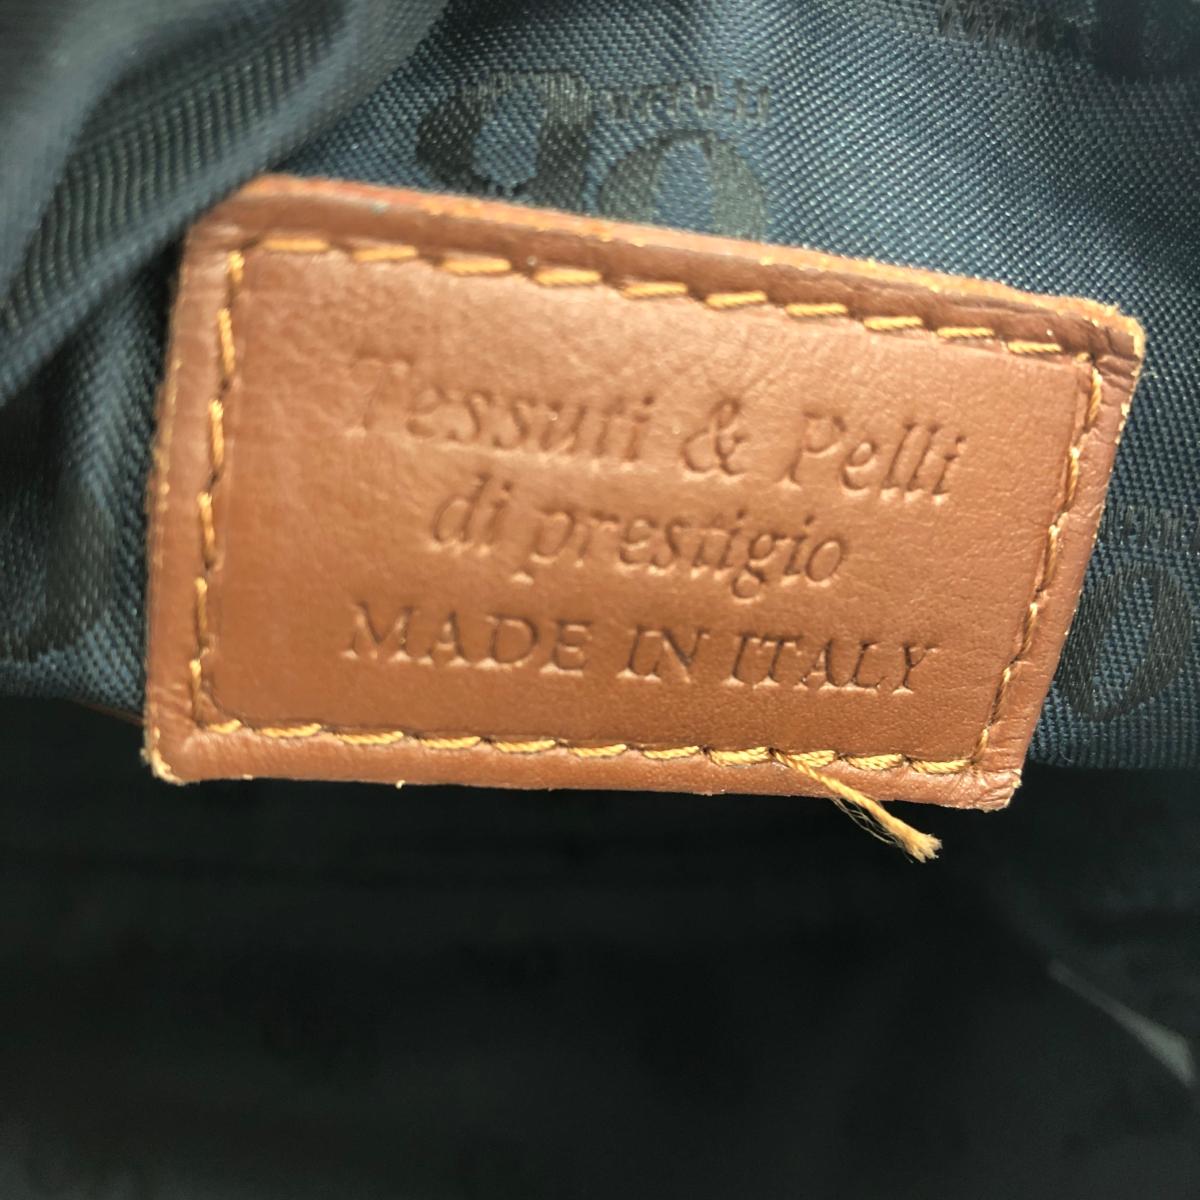 Tessuti & Pelli
di prestigio
MADE IN ITALY